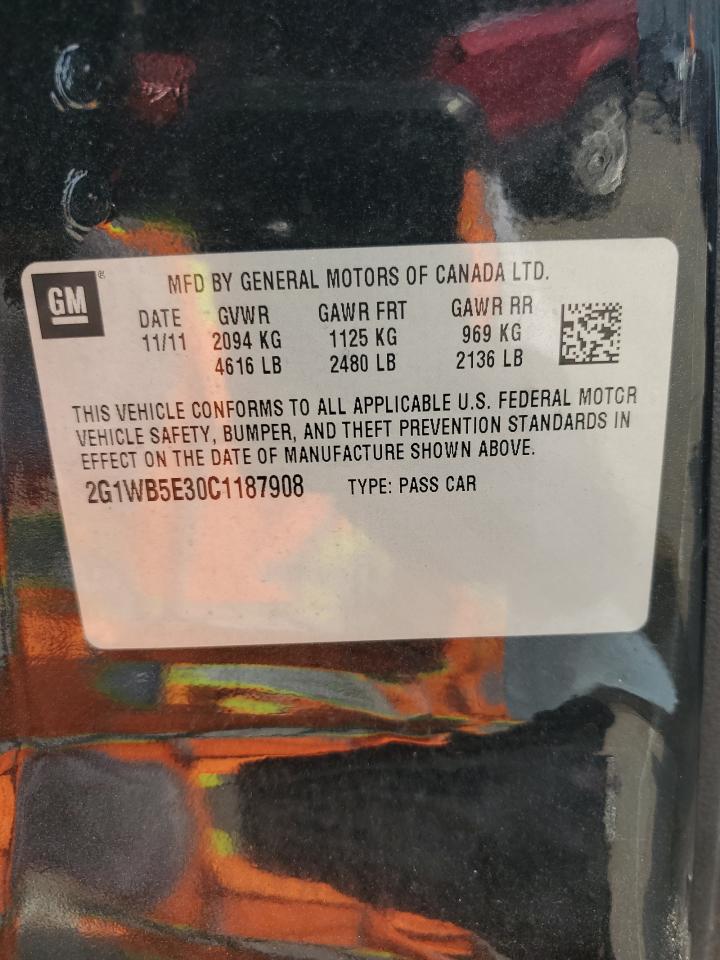 GM®
MFD BY GENERAL MOTORS OF CANADA LTD.
DATE GVWR GAWR FRT GAWR RR
11/11 2094 KG 1125 KG 969 KG
4616 LB 2480 LB 2136 LB
THIS VEHICLE CONFORMS TO ALL APPLICABLE U.S. FEDERAL MOTOR
VEHICLE SAFETY, BUMPER, AND THEFT PREVENTION STANDARDS IN
EFFECT ON THE DATE OF MANUFACTURE SHOWN ABOVE.
2G1WB5E30C1187908 TYPE: PASS CAR